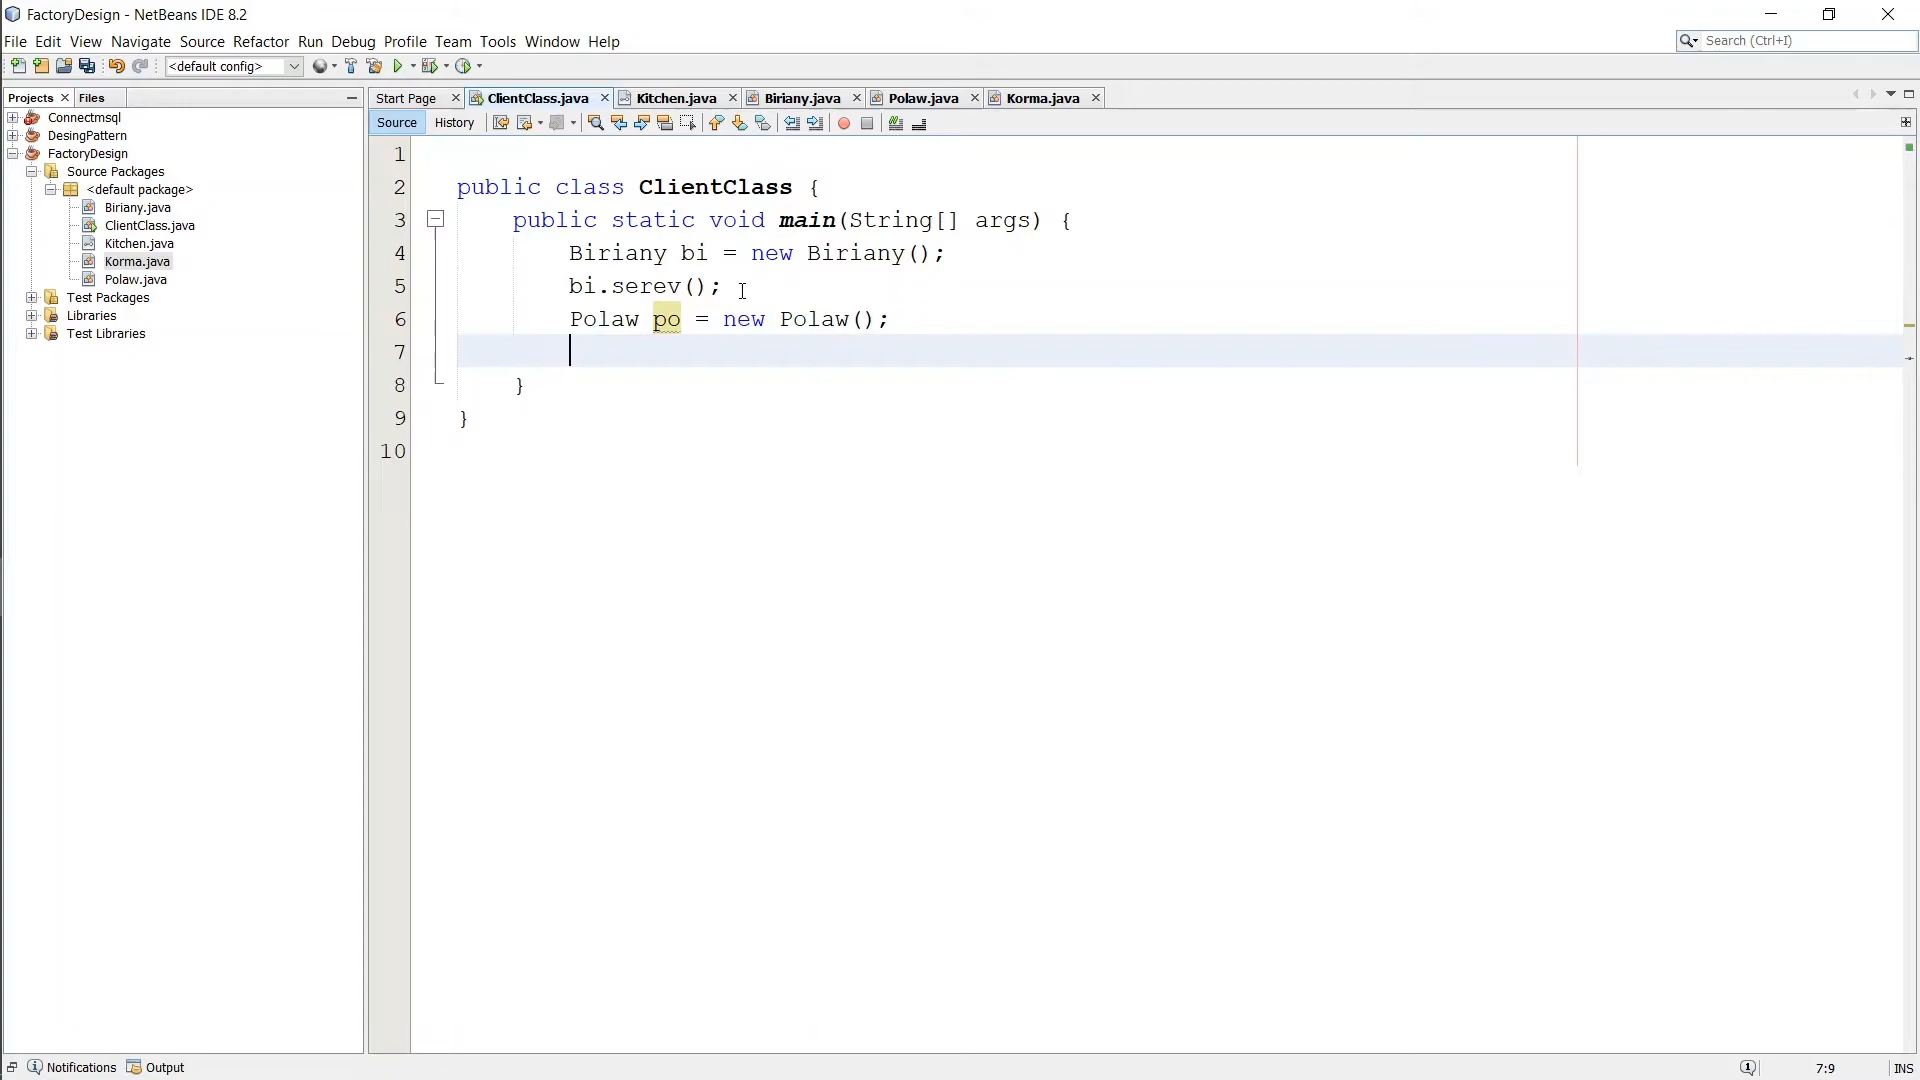 FactoryDesign - NetBeans IDE 8.2
File Edit View Navigate Source Refactor Run Debug Profile Team Tools Window Help
Search (Ctrl+I)
<default config>
Projects Files
Start Page ClientClass.java Kitchen.java Biriany.java Polaw.java Korma.java
Source History
Connectmsql
DesingPattern
FactoryDesign
Source Packages
<default package>
Biriany.java
ClientClass.java
Kitchen.java
Korma.java
Polaw.java
Test Packages
Libraries
Test Libraries
1
2 public class ClientClass {
3 public static void main(String[] args) {
4 Biriany bi = new Biriany();
5 bi.serev();
6 Polaw po = new Polaw();
7
8 }
9 }
10
Notifications Output
7:9 INS